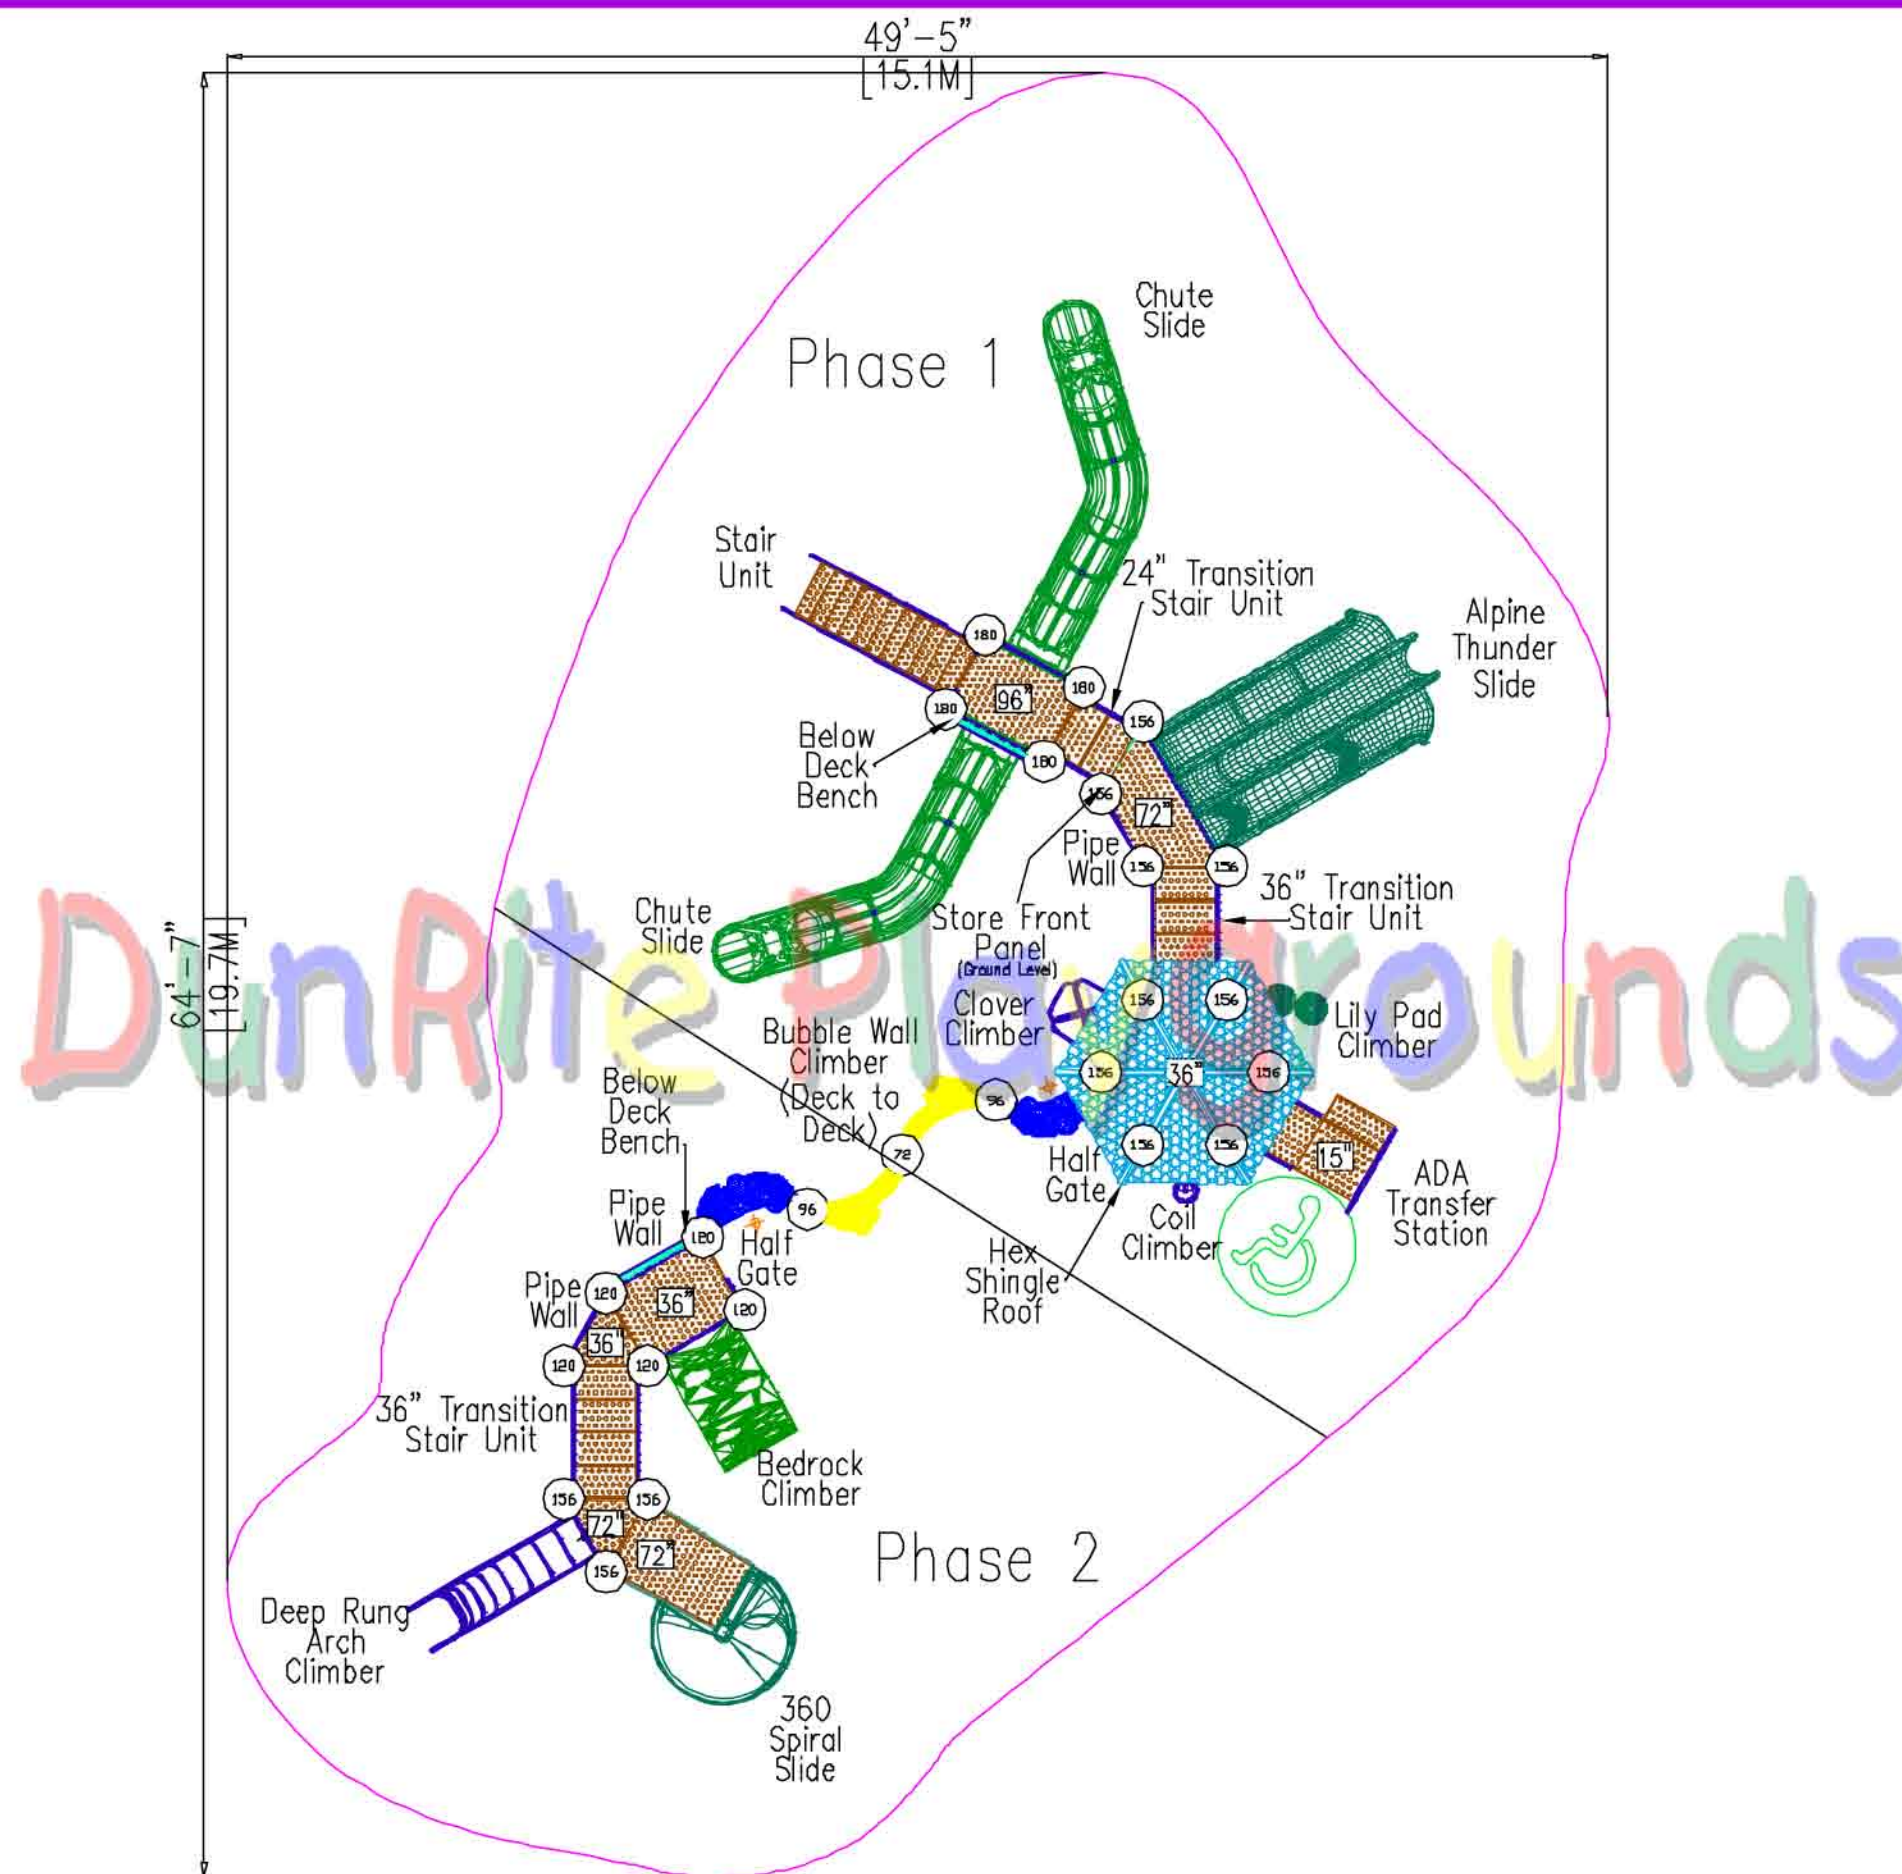 49'-5"
[15.1M]
64'-7"
[19.7M]
Phase 1
Chute
Slide
Stair
Unit
24" Transition
Stair Unit
Alpine
Thunder
Slide
180
180
96"
180
180
156
156
72"
Below
Deck
Bench
Pipe
Wall
156
156
36" Transition
Stair Unit
Chute
Slide
Store Front
Panel
(Ground Level)
DunRite Playgrounds
Clover
Climber
156
156
Lily Pad
Climber
156
36"
156
156
156
Bubble Wall
Climber
(Deck to
Deck)
96
72
96
Half
Gate
15"
ADA
Transfer
Station
Coil
Climber
Hex
Shingle
Roof
Below
Deck
Bench
Pipe
Wall
Half
Gate
Pipe
Wall
120
120
36"
120
36"
120
120
36" Transition
Stair Unit
Bedrock
Climber
156
156
72"
72"
156
Phase 2
Deep Rung
Arch
Climber
360
Spiral
Slide